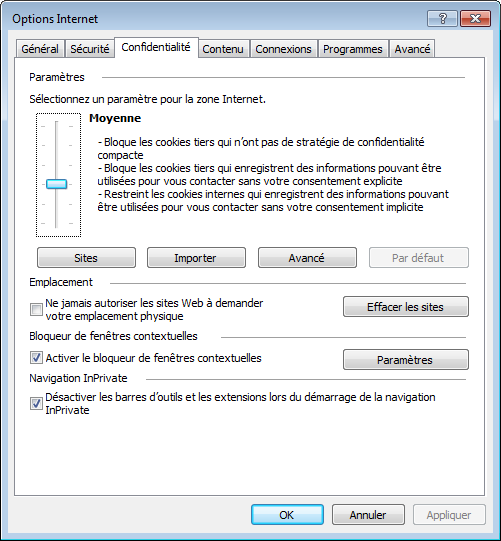 Options Internet
Général Sécurité Confidentialité Contenu Connexions Programmes Avancé
Paramètres
Sélectionnez un paramètre pour la zone Internet.
Moyenne
- Bloque les cookies tiers qui n'ont pas de stratégie de confidentialité
compacte
- Bloque les cookies tiers qui enregistrent des informations pouvant être
utilisées pour vous contacter sans votre consentement explicite
- Restreint les cookies internes qui enregistrent des informations pouvant
être utilisées pour vous contacter sans votre consentement implicite
Sites Importer Avancé Par défaut
Emplacement
Ne jamais autoriser les sites Web à demander
votre emplacement physique
Effacer les sites
Bloqueur de fenêtres contextuelles
Activer le bloqueur de fenêtres contextuelles
Paramètres
Navigation InPrivate
Désactiver les barres d'outils et les extensions lors du démarrage de la navigation
InPrivate
OK Annuler Appliquer